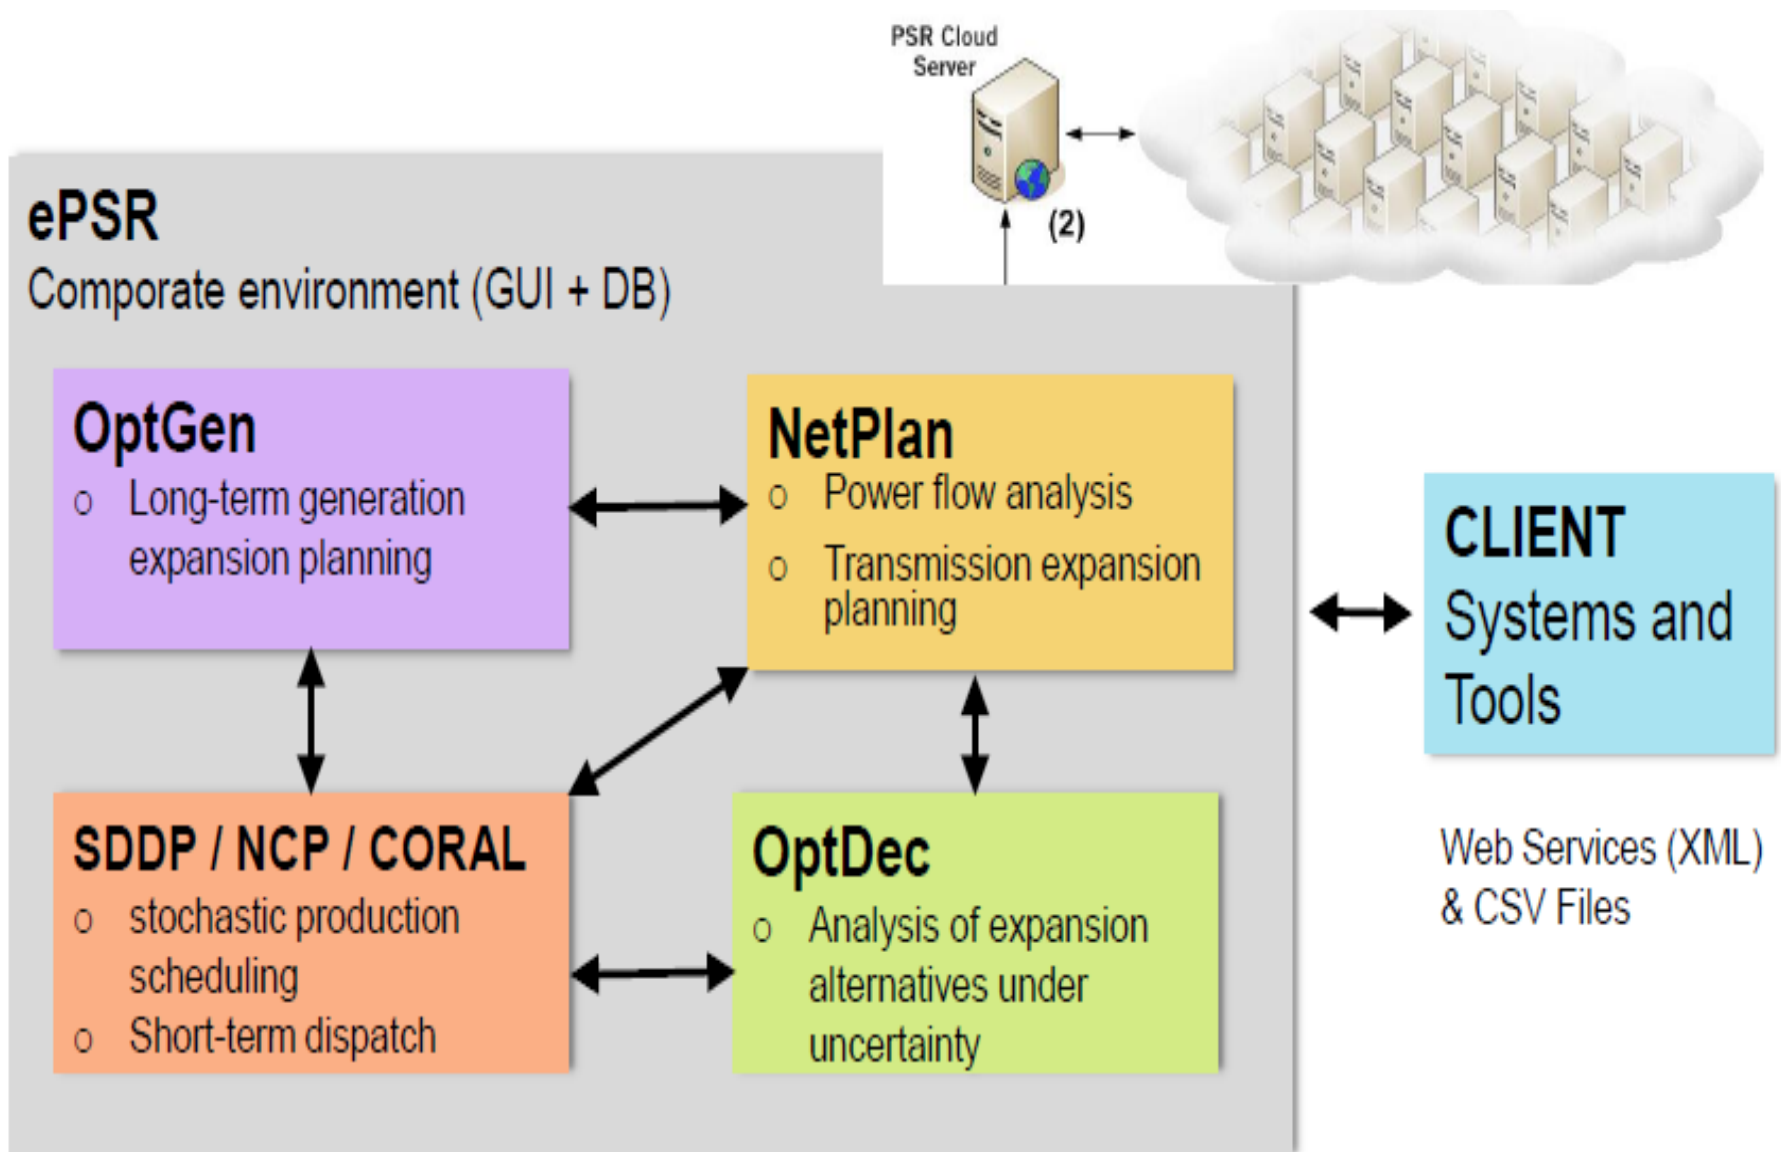 PSR Cloud
Server
(2)
ePSR
Comporate environment (GUI + DB)
OptGen
o Long-term generation
expansion planning
NetPlan
o Power flow analysis
o Transmission expansion
planning
CLIENT
Systems and
Tools
SDDP / NCP / CORAL
o stochastic production
scheduling
o Short-term dispatch
OptDec
o Analysis of expansion
alternatives under
uncertainty
Web Services (XML)
& CSV Files